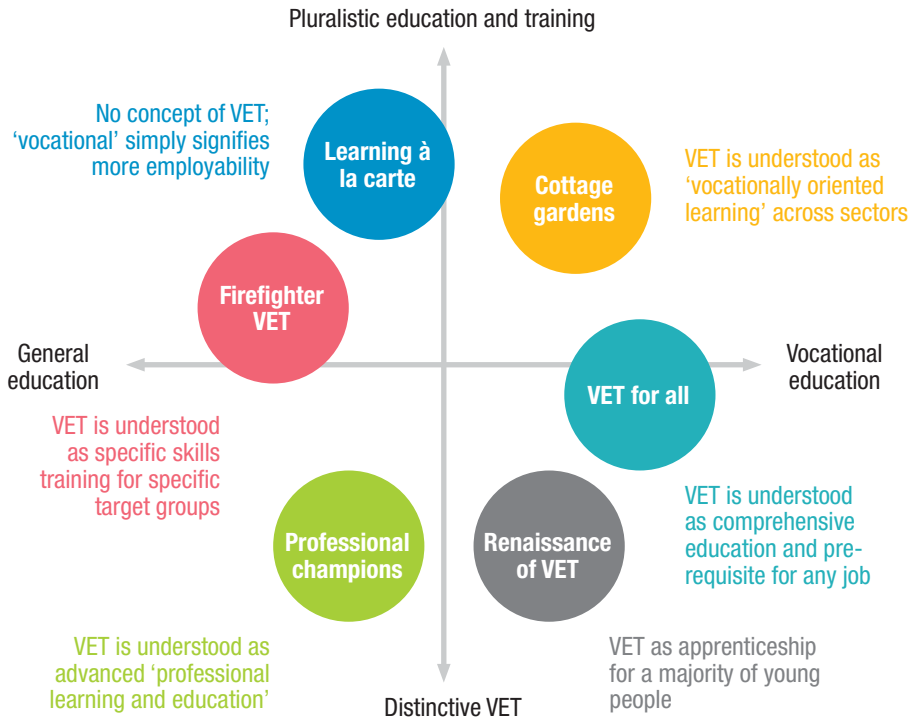 Pluralistic education and training
No concept of VET;
‘vocational’ simply signifies
more employability
Learning à
la carte
Cottage
gardens
VET is understood as
‘vocationally oriented
learning’ across sectors
Firefighter
VET
General
education
Vocational
education
VET for all
VET is understood
as specific skills
training for specific
target groups
Professional
champions
Renaissance
of VET
VET is understood
as comprehensive
education and pre-
requisite for any job
VET is understood as
advanced ‘professional
learning and education’
VET as apprenticeship
for a majority of young
people
Distinctive VET